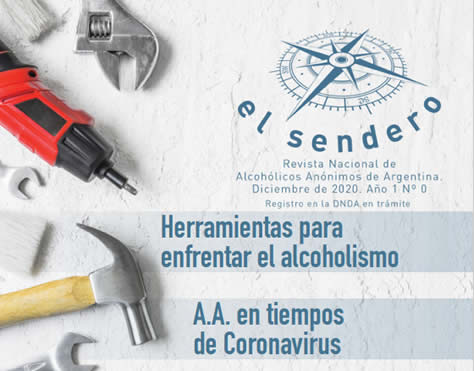 el sendero
Revista Nacional de
Alcohólicos Anónimos de Argentina.
Diciembre de 2020. Año 1 Nº 0
Registro en la DNDA en trámite
Herramientas para
enfrentar el alcoholismo
A.A. en tiempos
de Coronavirus